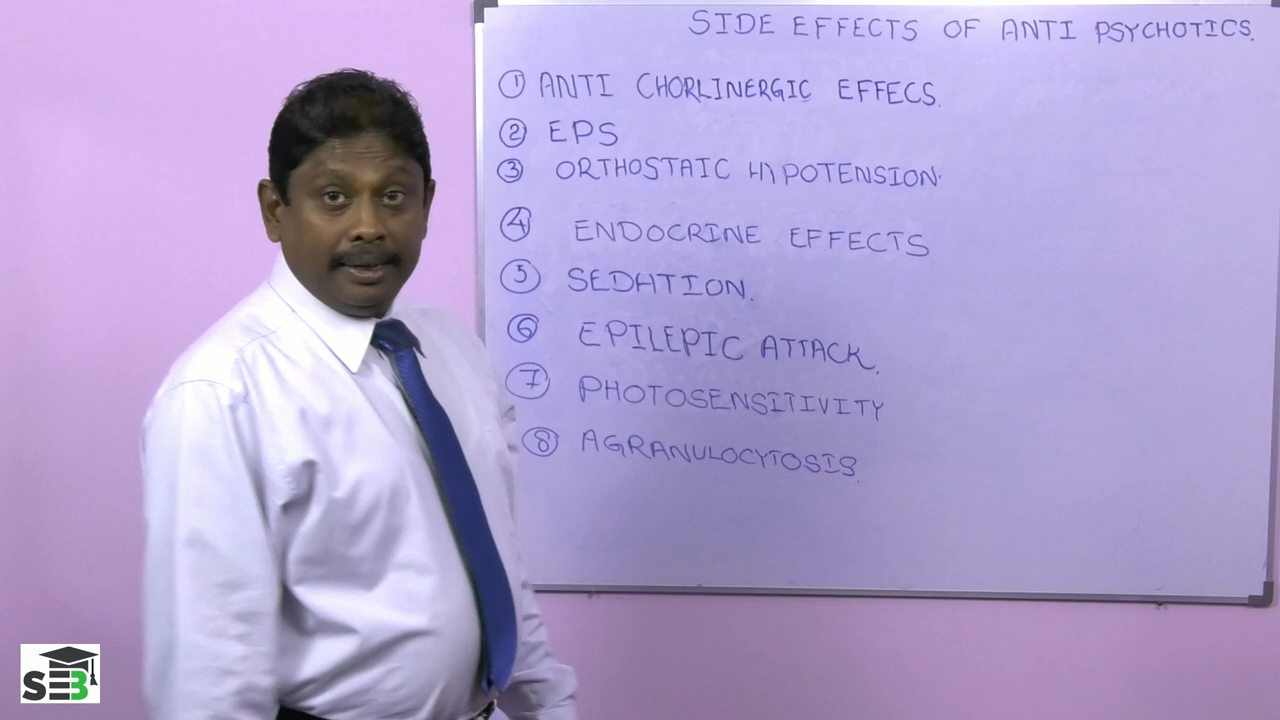 SIDE EFFECTS OF ANTI PSYCHOTICS.
① ANTI CHORLINERGIC EFFECS.
② EPS
③ ORTHOSTAIC HYPOTENSION.
④ ENDOCRINE EFFECTS
⑤ SEDATION.
⑥ EPILEPIC ATTACK.
⑦ PHOTOSENSITIVITY
⑧ AGRANULOCYTOSIS.
SEB